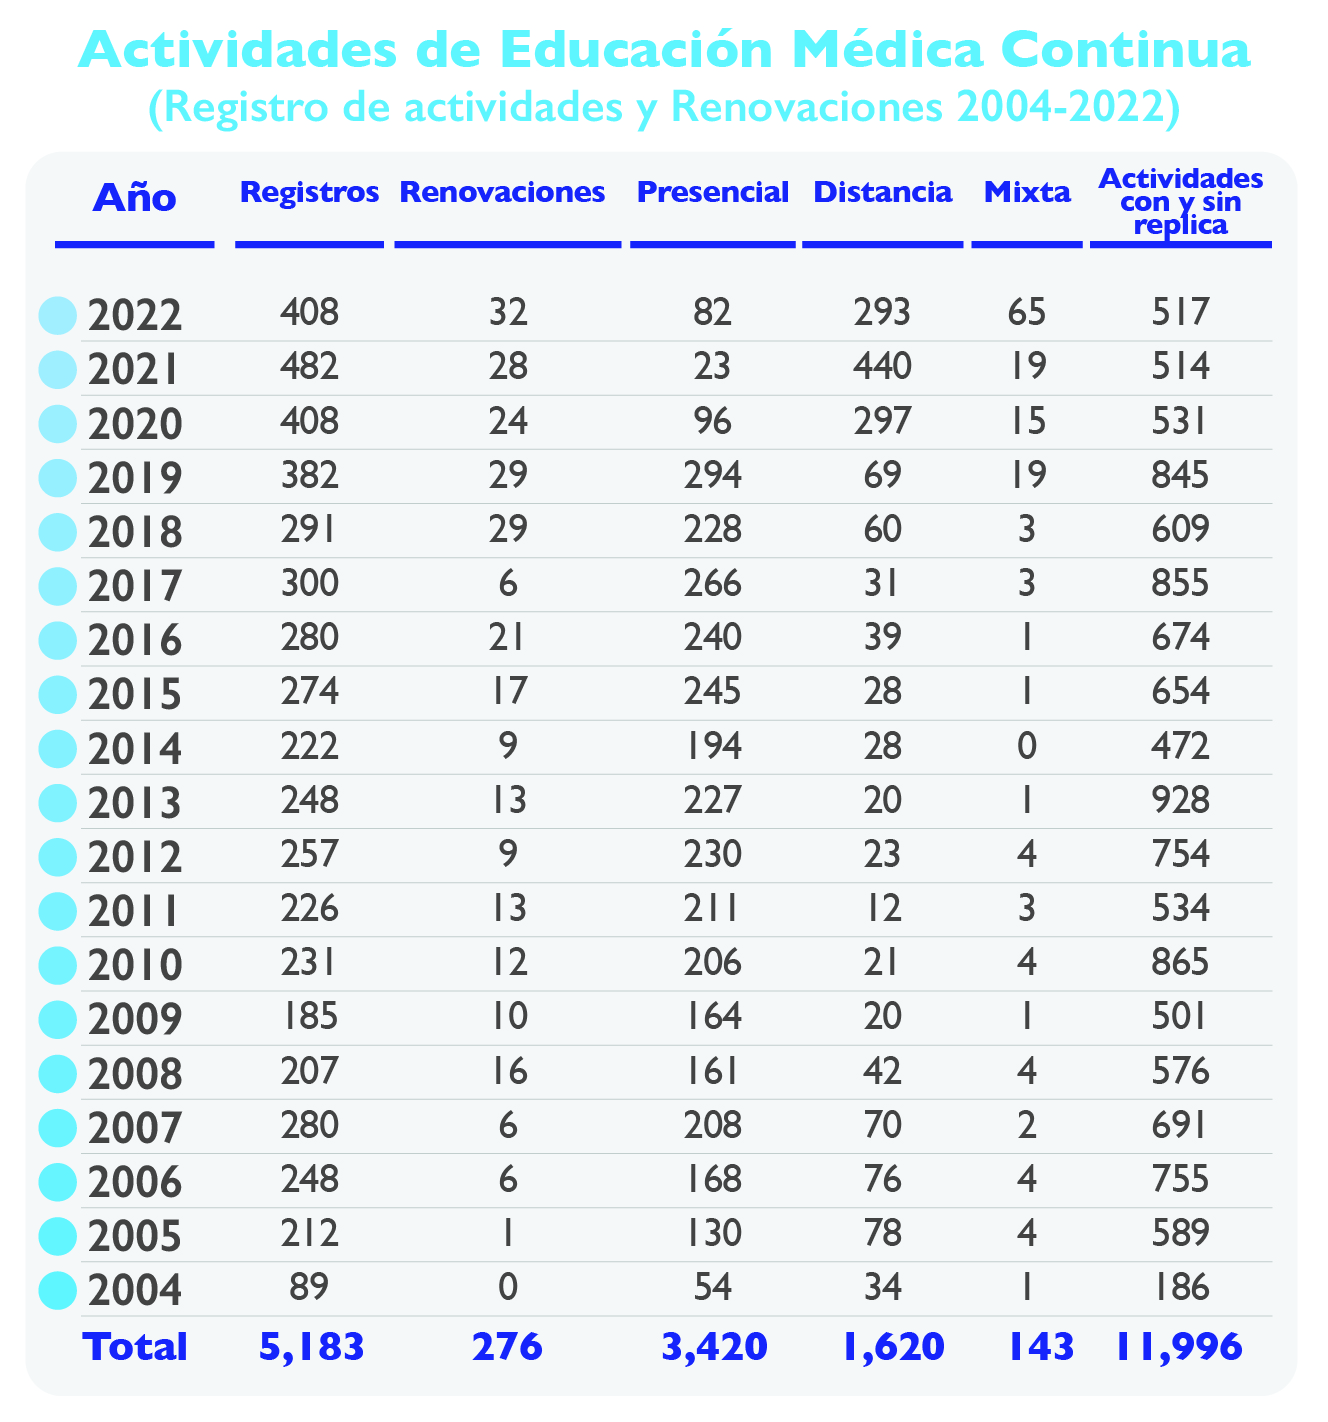 Actividades de Educación Médica Continua
(Registro de actividades y Renovaciones 2004-2022)
Año Registros Renovaciones Presencial Distancia Mixta Actividades
con y sin
replica
2022 408 32 82 293 65 517
2021 482 28 23 440 19 514
2020 408 24 96 297 15 531
2019 382 29 294 69 19 845
2018 291 29 228 60 3 609
2017 300 6 266 31 3 855
2016 280 21 240 39 1 674
2015 274 17 245 28 1 654
2014 222 9 194 28 0 472
2013 248 13 227 20 1 928
2012 257 9 230 23 4 754
2011 226 13 211 12 3 534
2010 231 12 206 21 4 865
2009 185 10 164 20 1 501
2008 207 16 161 42 4 576
2007 280 6 208 70 2 691
2006 248 6 168 76 4 755
2005 212 1 130 78 4 589
2004 89 0 54 34 1 186
Total 5,183 276 3,420 1,620 143 11,996